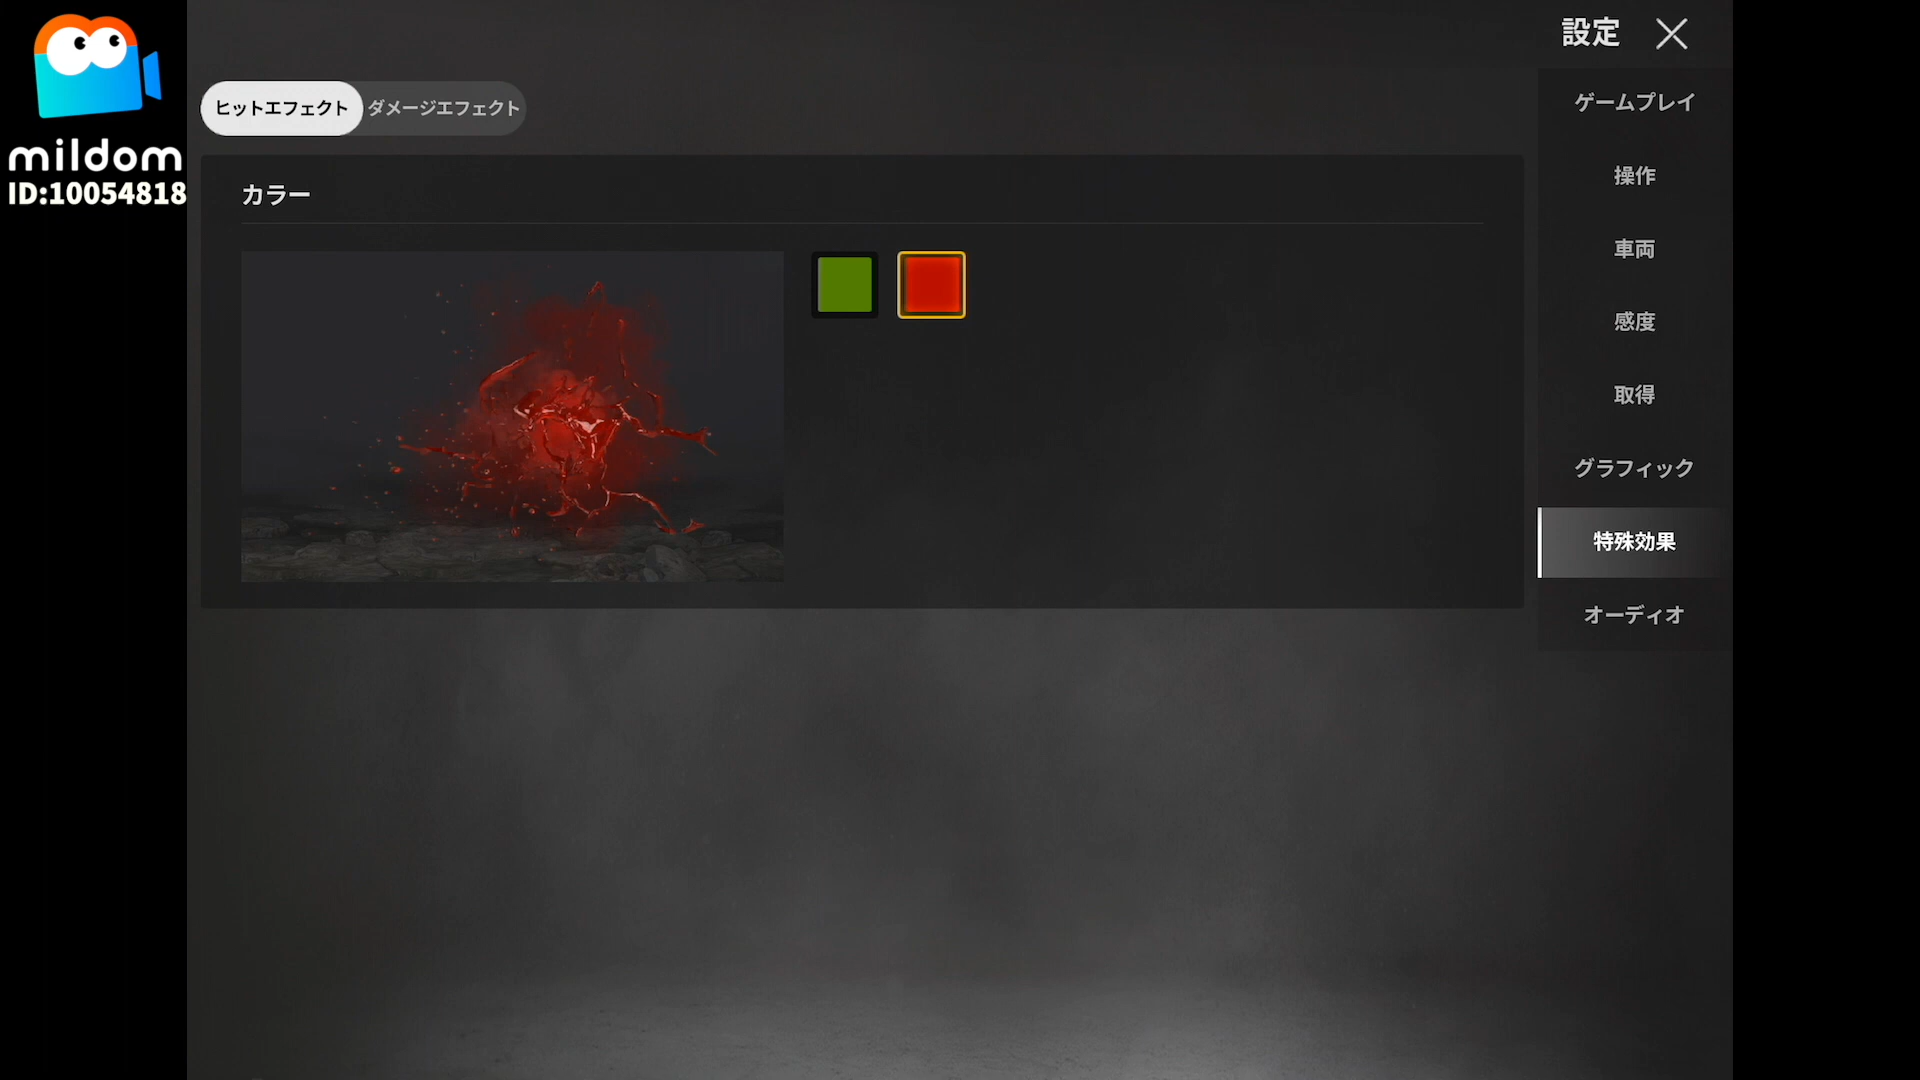 mildom
ID:10054818
設定
ヒットエフェクト
ダメージエフェクト
カラー
ゲームプレイ
操作
車両
感度
取得
グラフィック
特殊効果
オーディオ